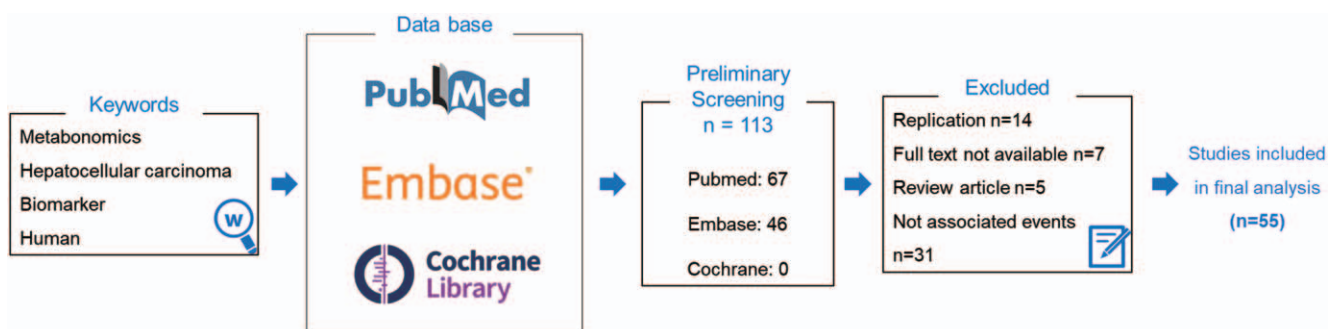 Keywords
Metabonomics
Hepatocellular carcinoma
Biomarker
Human
W
Data base
PubMed
Embase®
Cochrane
Library
Preliminary
Screening
n = 113
Pubmed: 67
Embase: 46
Cochrane: 0
Excluded
Replication n=14
Full text not available n=7
Review article n=5
Not associated events
n=31
Studies included
in final analysis
(n=55)